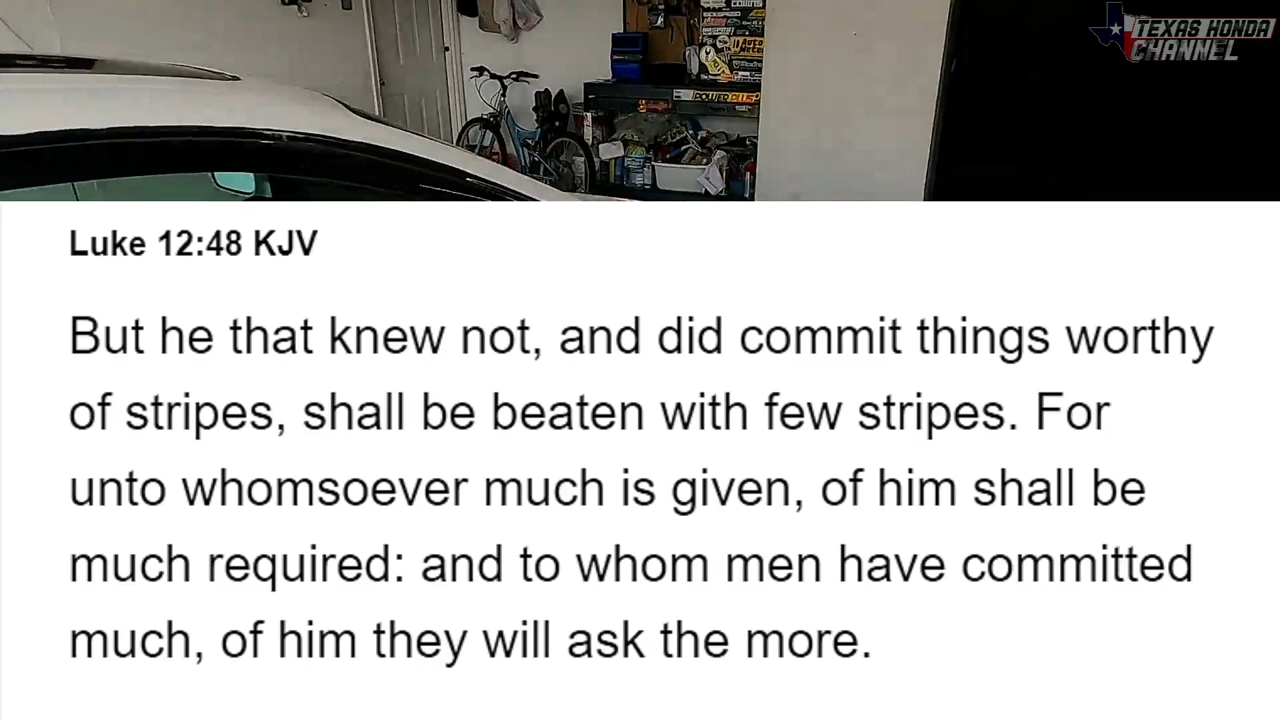 TEXAS HONDA
CHANNEL
POWER PLUS
Luke 12:48 KJV
But he that knew not, and did commit things worthy
of stripes, shall be beaten with few stripes. For
unto whomsoever much is given, of him shall be
much required: and to whom men have committed
much, of him they will ask the more.